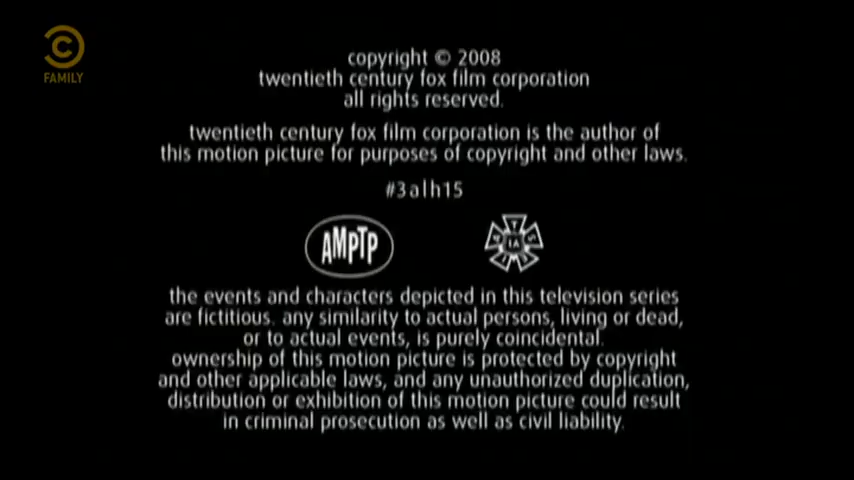 FAMILY
copyright © 2008
twentieth century fox film corporation
all rights reserved.
twentieth century fox film corporation is the author of
this motion picture for purposes of copyright and other laws.
#3alh15
AMPTP
IATSE
the events and characters depicted in this television series
are fictitious. any similarity to actual persons, living or dead,
or to actual events, is purely coincidental.
ownership of this motion picture is protected by copyright
and other applicable laws, and any unauthorized duplication,
distribution or exhibition of this motion picture could result
in criminal prosecution as well as civil liability.